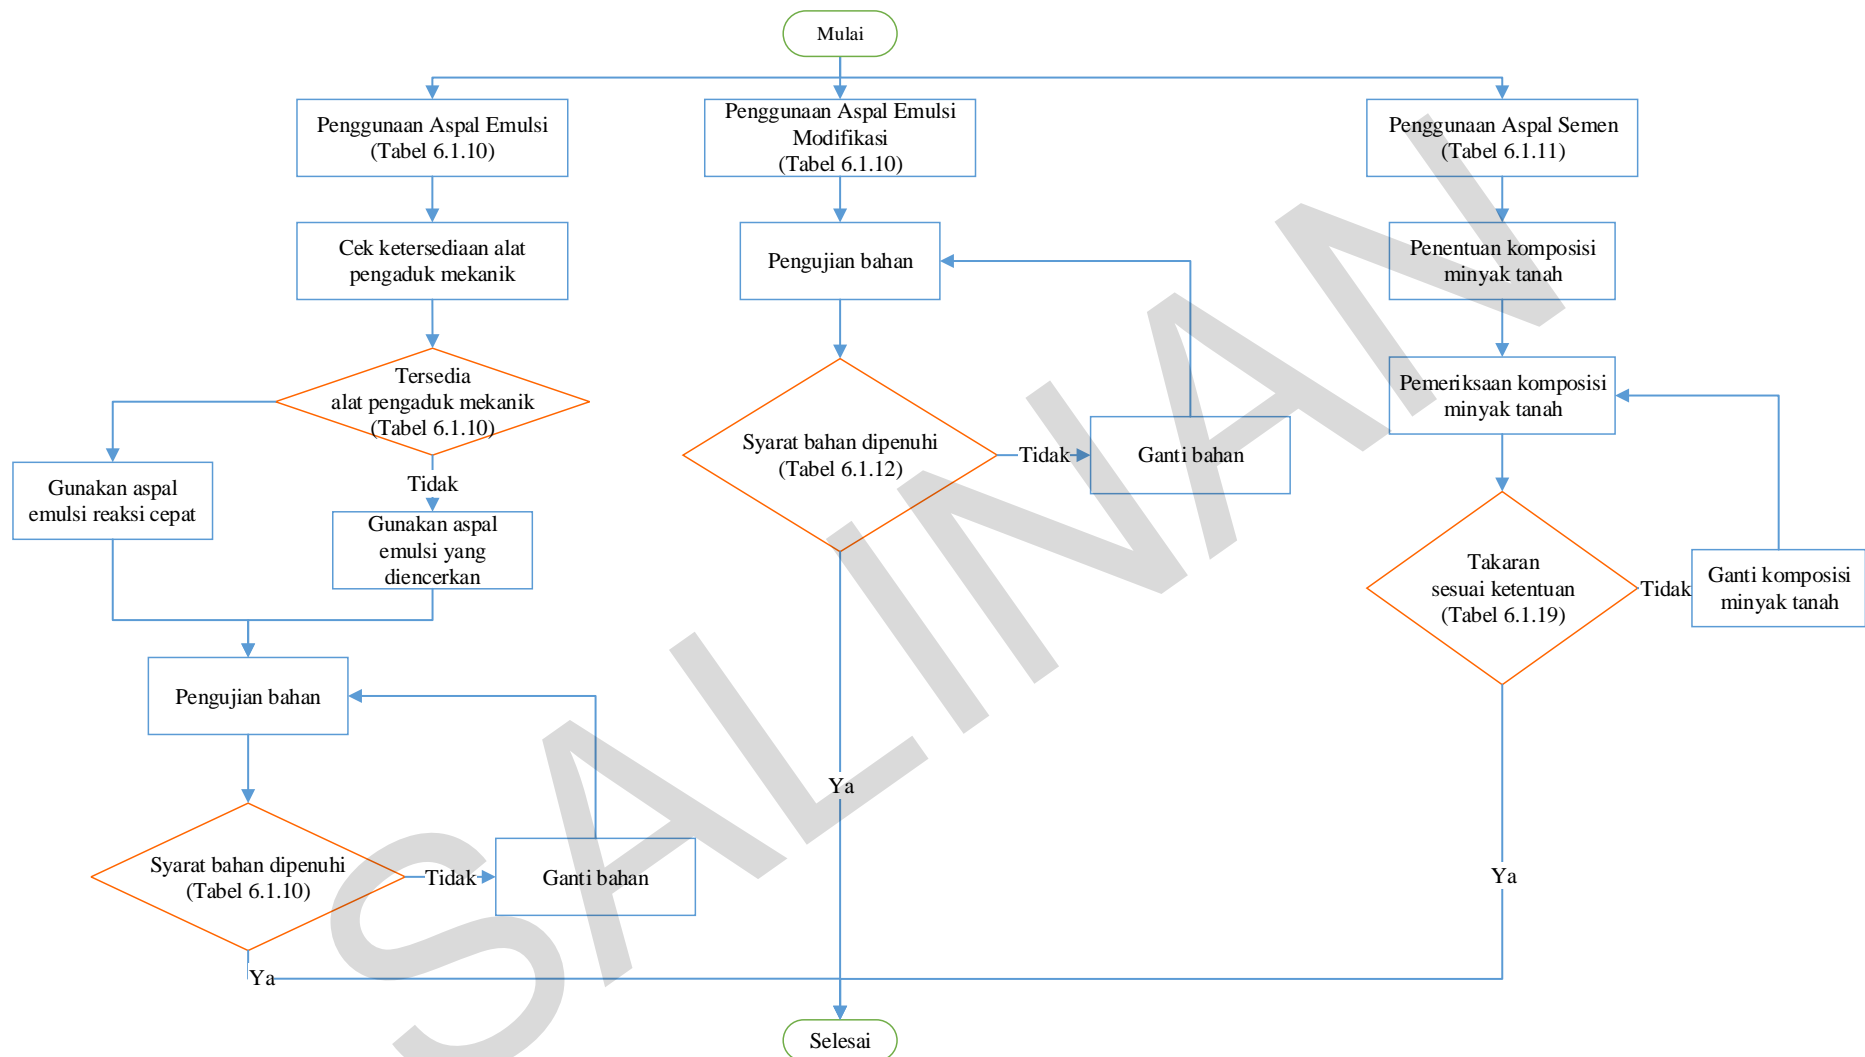 Mulai
Penggunaan Aspal Emulsi
(Tabel 6.1.10)
Penggunaan Aspal Emulsi
Modifikasi
(Tabel 6.1.10)
Penggunaan Aspal Semen
(Tabel 6.1.11)
Cek ketersediaan alat
pengaduk mekanik
Pengujian bahan
Penentuan komposisi
minyak tanah
Tersedia
alat pengaduk mekanik
(Tabel 6.1.10)
Pemeriksaan komposisi
minyak tanah
Syarat bahan dipenuhi
(Tabel 6.1.12)
Tidak
Ganti bahan
Gunakan aspal
emulsi reaksi cepat
Tidak
Gunakan aspal
emulsi yang
diencerkan
Takaran
sesuai ketentuan
(Tabel 6.1.19)
Tidak
Ganti komposisi
minyak tanah
Pengujian bahan
Ya
Syarat bahan dipenuhi
(Tabel 6.1.10)
Tidak
Ganti bahan
Ya
Ya
Selesai
SALINAN